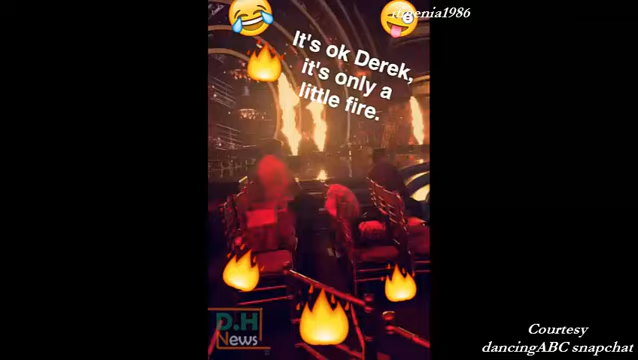 It's ok Derek,
it's only a
little fire.
D.H
News
Courtesy
dancingABC snapchat